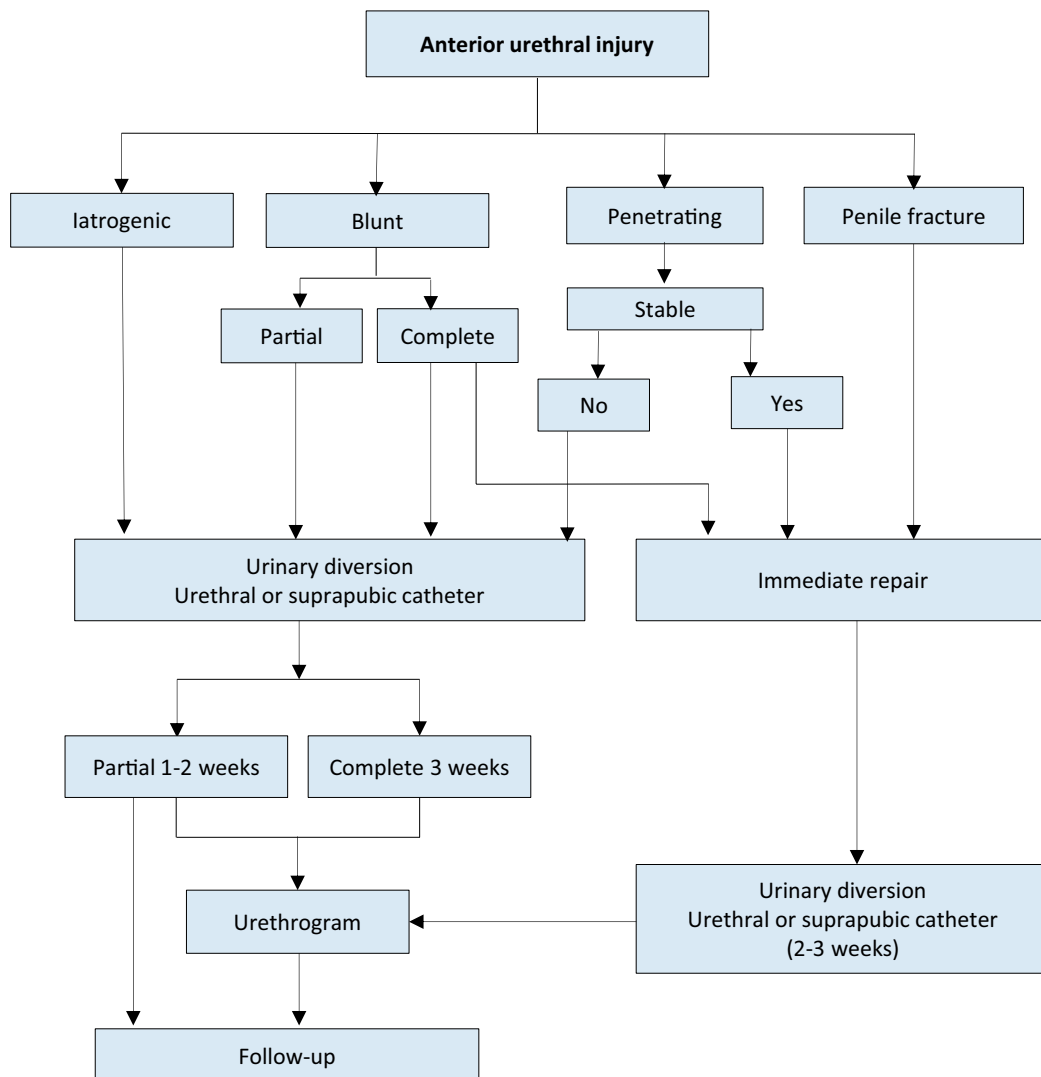 Anterior urethral injury
Iatrogenic
Blunt
Penetrating
Penile fracture
Partial
Complete
Stable
No
Yes
Urinary diversion
Urethral or suprapubic catheter
Immediate repair
Partial 1-2 weeks
Complete 3 weeks
Urethrogram
Urinary diversion
Urethral or suprapubic catheter
(2-3 weeks)
Follow-up